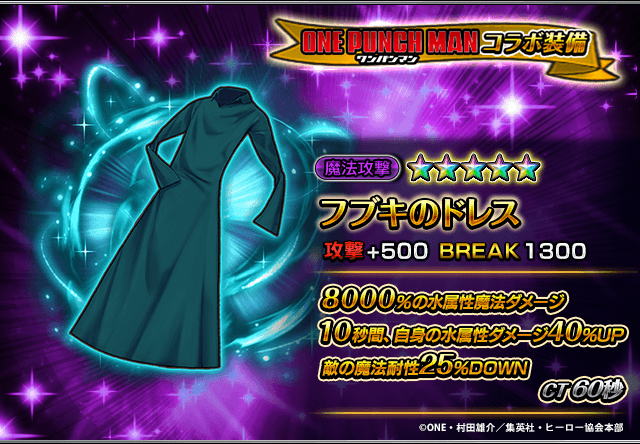 ONE PUNCH MAN コラボ装備
ワンパンマン
魔法攻撃
フブキのドレス
攻撃+500 BREAK 1300
8000%の水属性魔法ダメージ
10秒間、自身の水属性ダメージ40%UP
敵の魔法耐性25%DOWN
CT 60秒
©ONE・村田雄介／集英社・ヒーロー協会本部